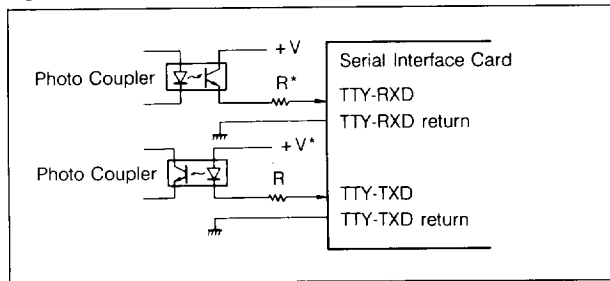 +V
Serial Interface Card
Photo Coupler
R*
TTY-RXD
TTY-RXD return
+V*
Photo Coupler
R
TTY-TXD
TTY-TXD return